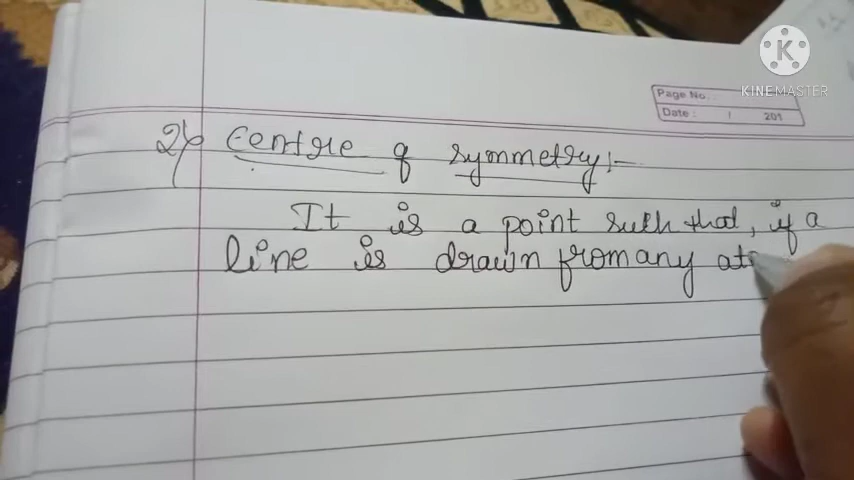 KINEMASTER
Page No.
Date : / 201
2) Centre of symmetry :-
It is a point such that, if a
line is drawn from any ato